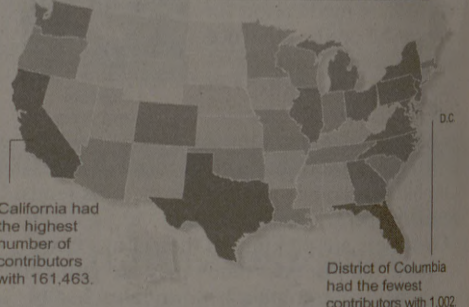 D.C.
California had
the highest
number of
contributors
with 161,463.
District of Columbia
had the fewest
contributors with 1,002.